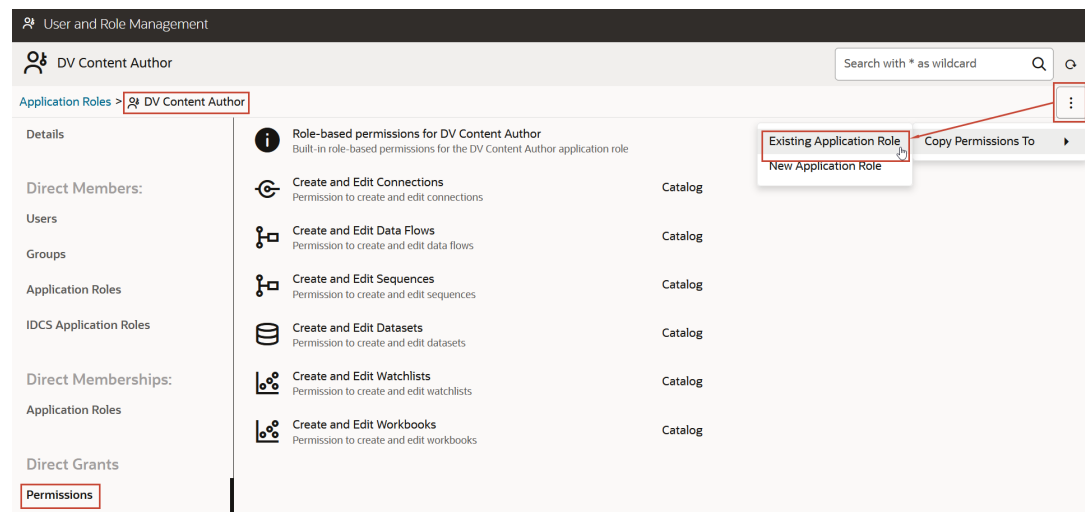 User and Role Management
DV Content Author
Search with * as wildcard
Application Roles > DV Content Author
Details
Direct Members:
Users
Groups
Application Roles
IDCS Application Roles
Direct Memberships:
Application Roles
Direct Grants
Permissions
Role-based permissions for DV Content Author
Built-in role-based permissions for the DV Content Author application role
Create and Edit Connections
Permission to create and edit connections
Catalog
Create and Edit Data Flows
Permission to create and edit data flows
Catalog
Create and Edit Sequences
Permission to create and edit sequences
Catalog
Create and Edit Datasets
Permission to create and edit datasets
Catalog
Create and Edit Watchlists
Permission to create and edit watchlists
Catalog
Create and Edit Workbooks
Permission to create and edit workbooks
Catalog
Copy Permissions To
Existing Application Role
New Application Role